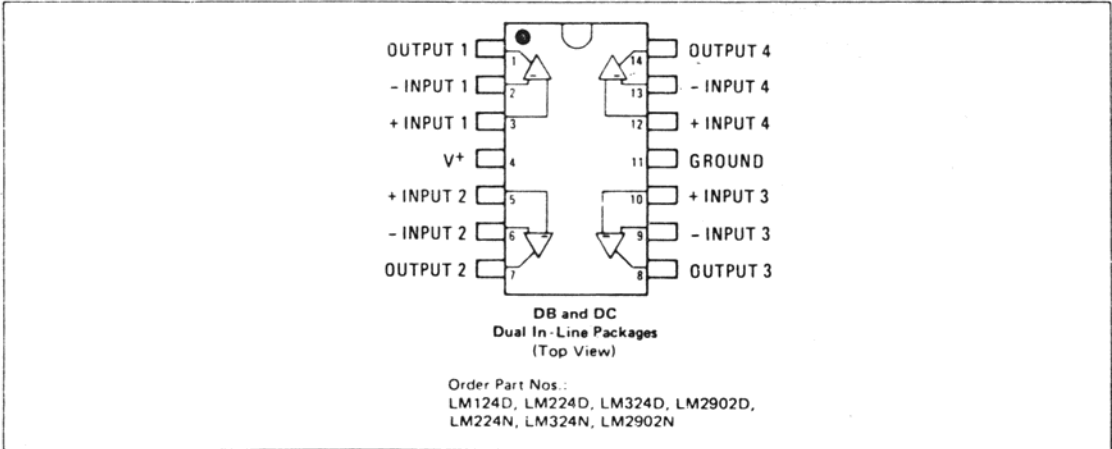 OUTPUT 1 1 14 OUTPUT 4
- INPUT 1 2 13 - INPUT 4
+ INPUT 1 3 12 + INPUT 4
V+ 4 11 GROUND
+ INPUT 2 5 10 + INPUT 3
- INPUT 2 6 9 - INPUT 3
OUTPUT 2 7 8 OUTPUT 3
DB and DC
Dual In-Line Packages
(Top View)
Order Part Nos.:
LM124D, LM224D, LM324D, LM2902D,
LM224N, LM324N, LM2902N